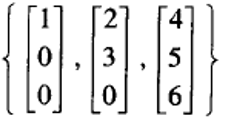 { [1 0 0], [2 3 0], [4 5 6] }